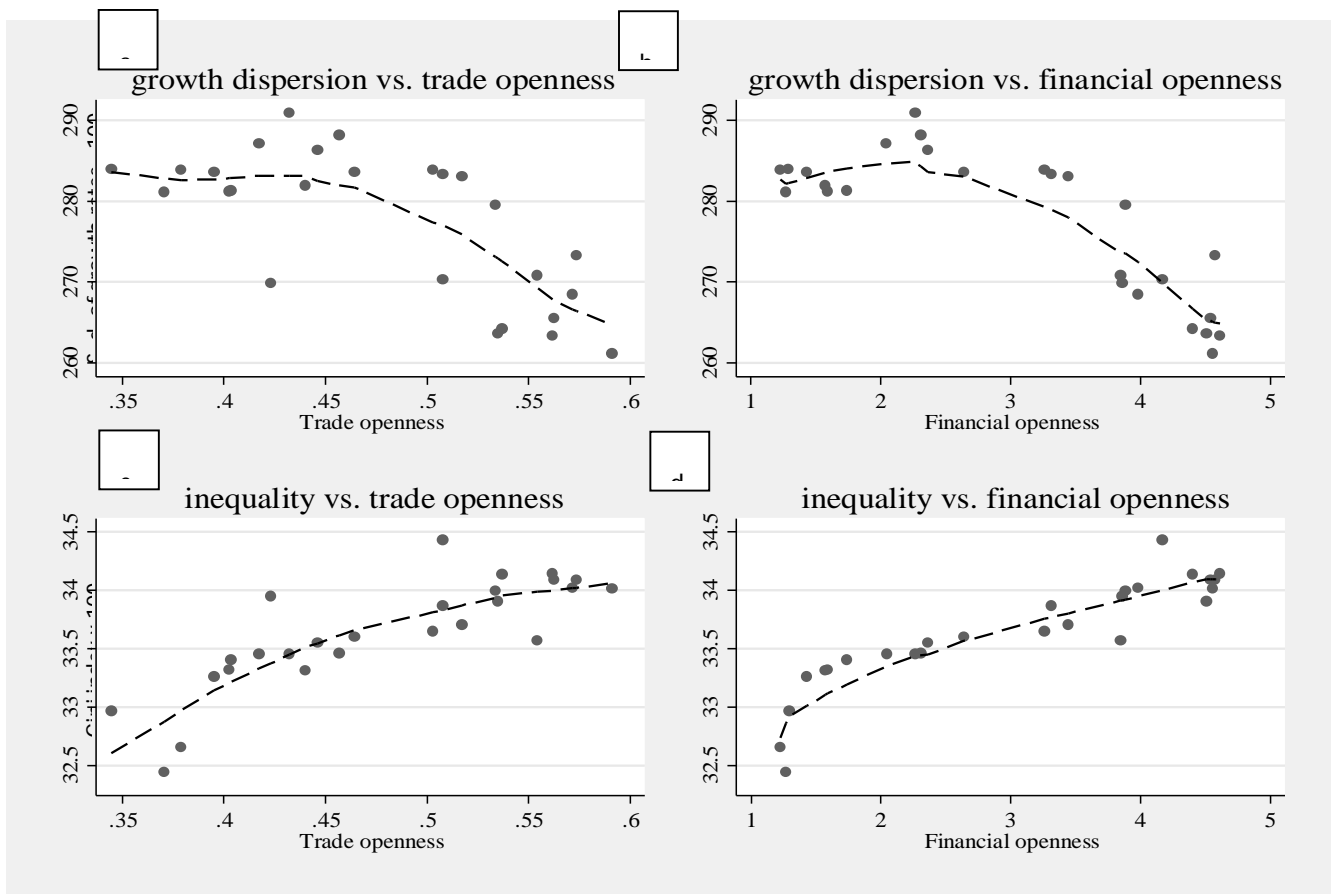 growth dispersion vs. trade openness
290
280
270
260
.35 .4 .45 .5 .55 .6
Trade openness
growth dispersion vs. financial openness
290
280
270
260
1 2 3 4 5
Financial openness
inequality vs. trade openness
34.5
34
33.5
33
32.5
.35 .4 .45 .5 .55 .6
Trade openness
d
inequality vs. financial openness
34.5
34
33.5
33
32.5
1 2 3 4 5
Financial openness